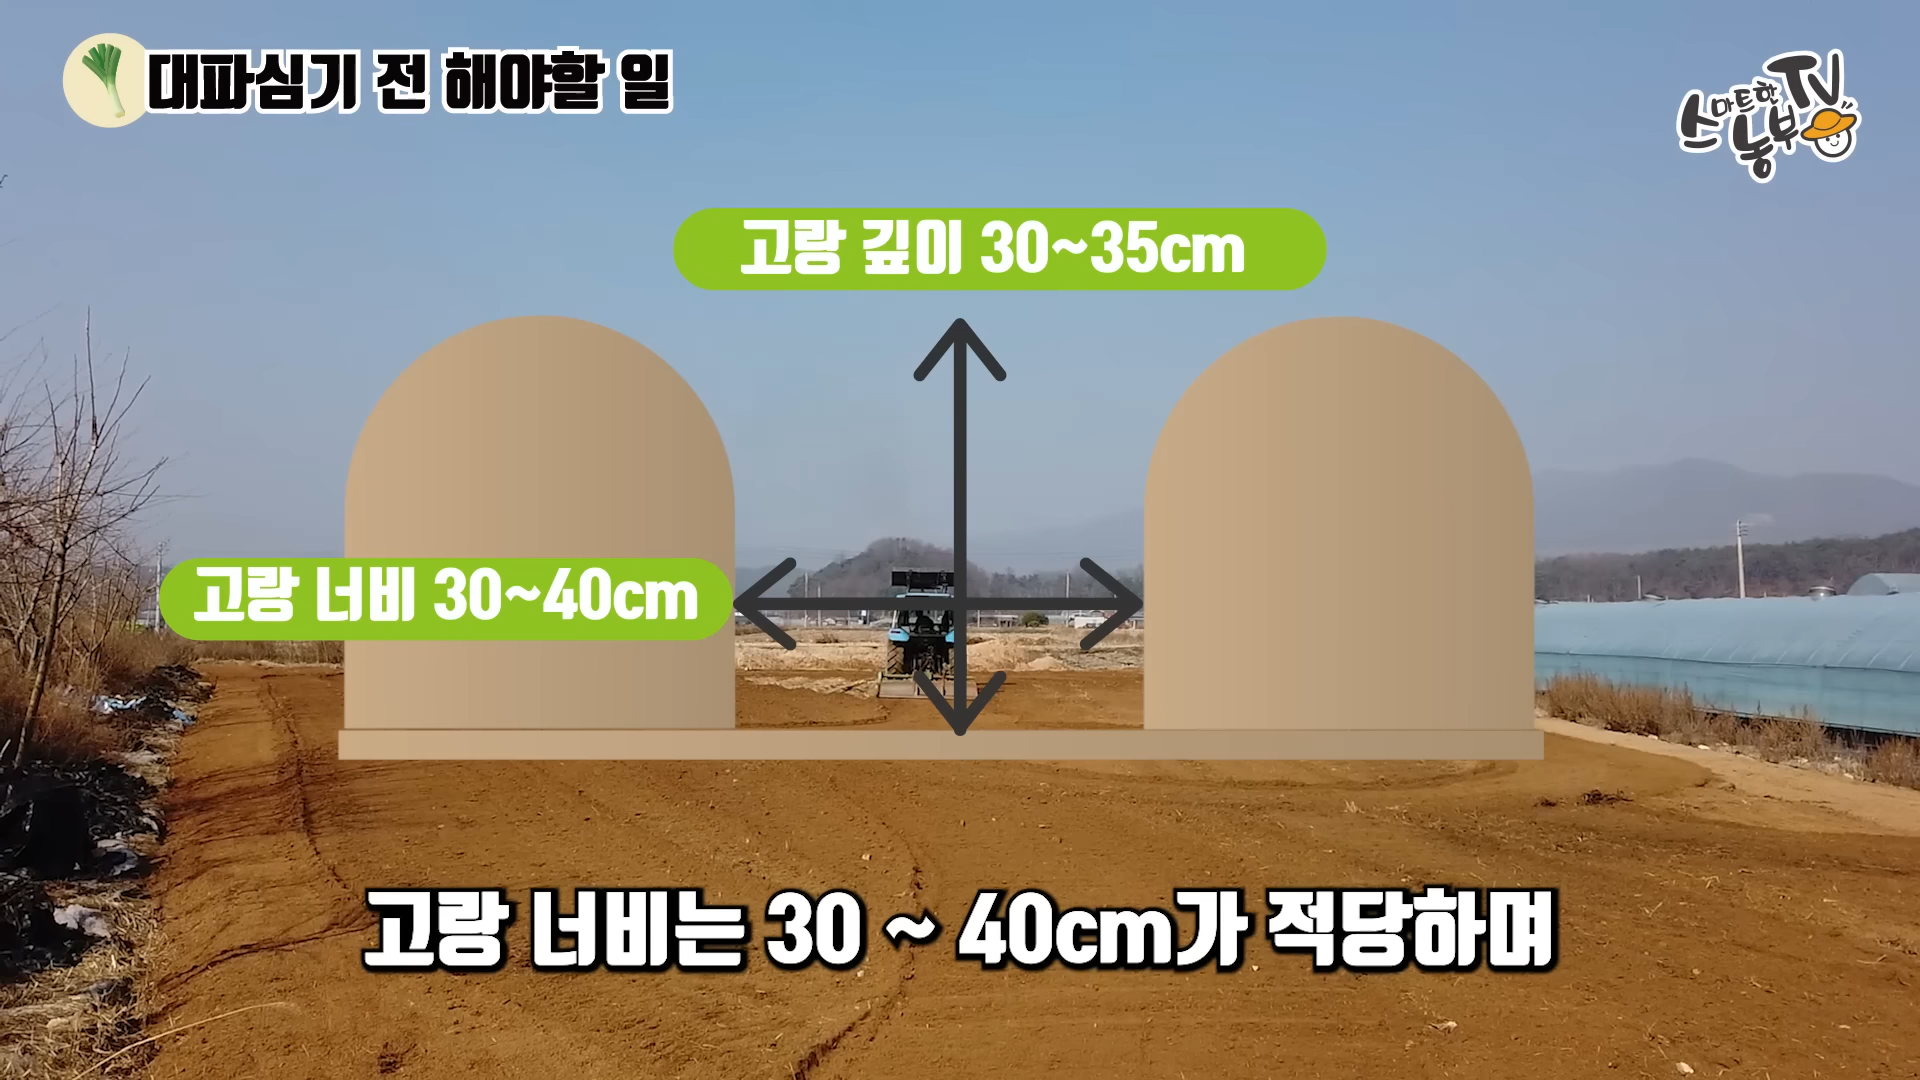 대파심기 전 해야할 일
스마트한
농부TV
고랑 깊이 30~35cm
고랑 너비 30~40cm
고랑 너비는 30 ~ 40cm가 적당하며